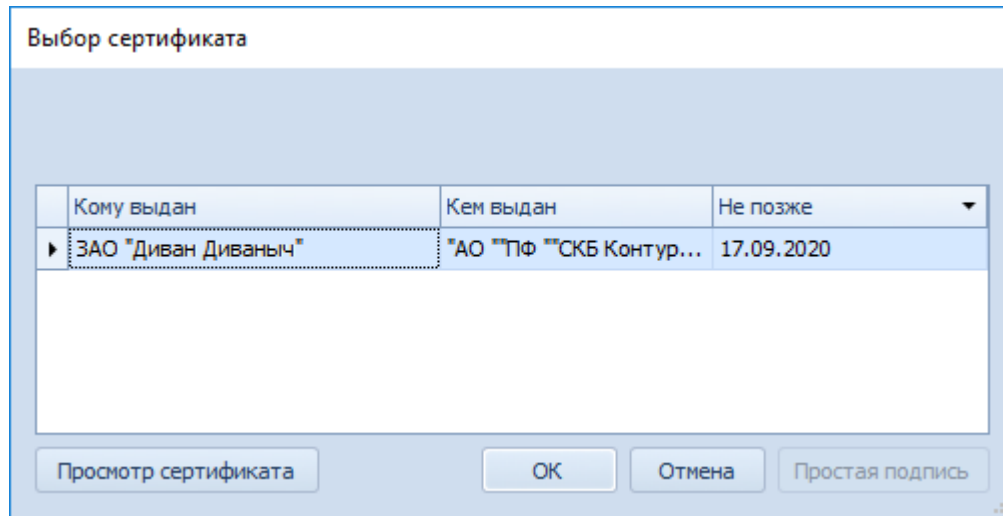 Выбор сертификата
Кому выдан Кем выдан Не позже
ЗАО "Диван Диваныч" "АО ""ПФ ""СКБ Контур... 17.09.2020
Просмотр сертификата ОК Отмена Простая подпись